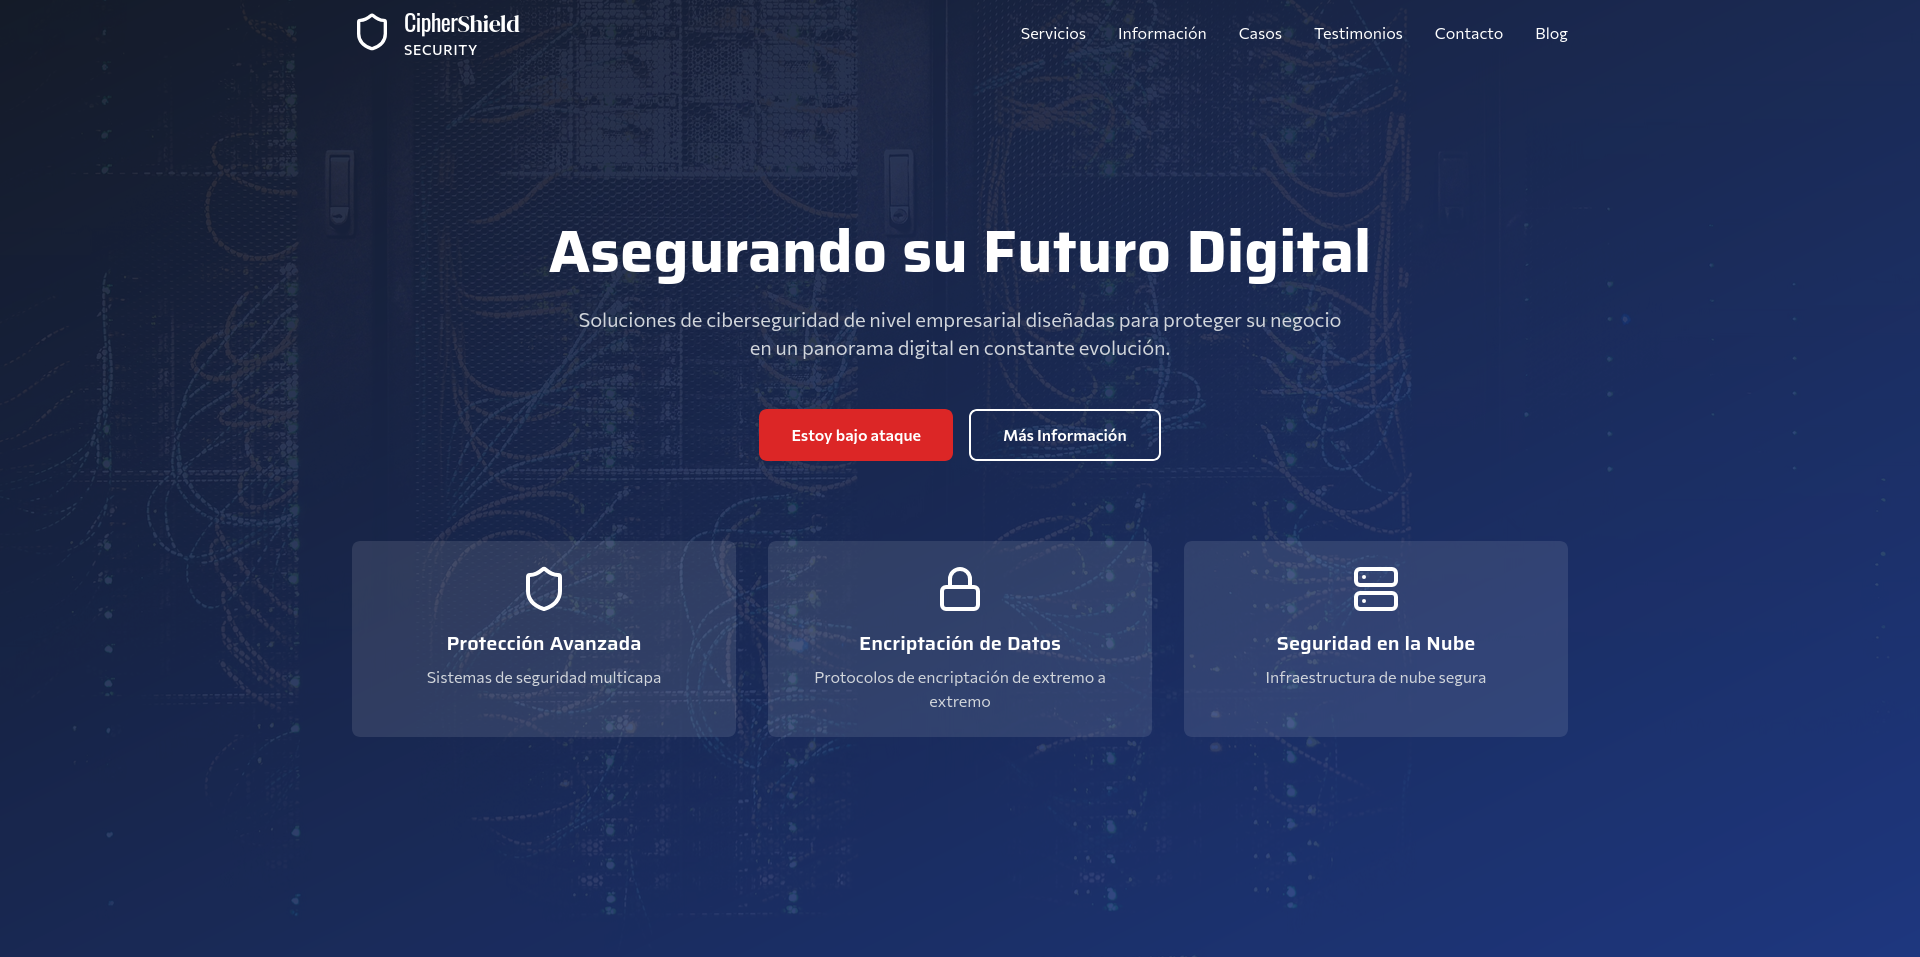 CipherShield
SECURITY
Servicios
Información
Casos
Testimonios
Contacto
Blog
Asegurando su Futuro Digital
Soluciones de ciberseguridad de nivel empresarial diseñadas para proteger su negocio
en un panorama digital en constante evolución.
Estoy bajo ataque
Más Información
Protección Avanzada
Sistemas de seguridad multicapa
Encriptación de Datos
Protocolos de encriptación de extremo a
extremo
Seguridad en la Nube
Infraestructura de nube segura